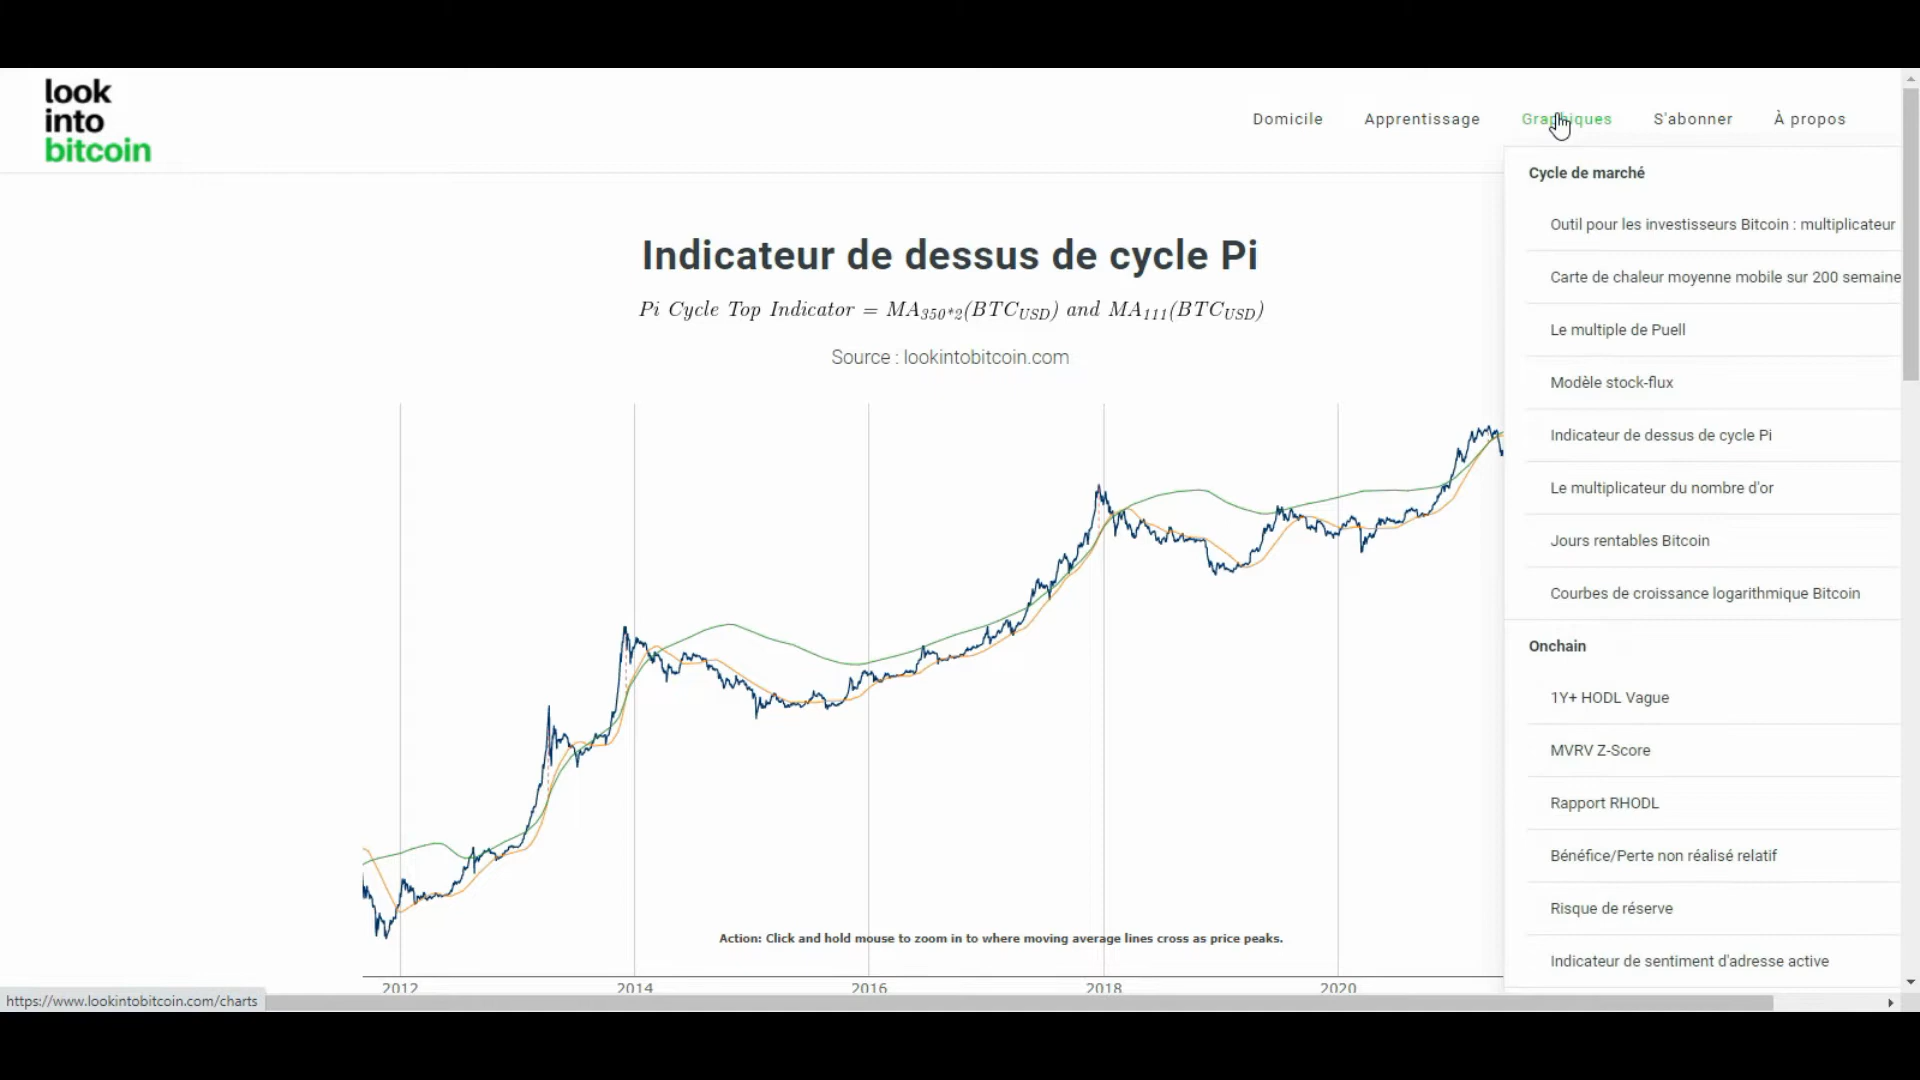 look
into
bitcoin
Domicile Apprentissage Graphiques S'abonner À propos
Indicateur de dessus de cycle Pi
Pi Cycle Top Indicator = MA350*2(BTCUSD) and MA111(BTCUSD)
Source : lookintobitcoin.com
Cycle de marché
Outil pour les investisseurs Bitcoin : multiplicateur
Carte de chaleur moyenne mobile sur 200 semaine
Le multiple de Puell
Modèle stock-flux
Indicateur de dessus de cycle Pi
Le multiplicateur du nombre d'or
Jours rentables Bitcoin
Courbes de croissance logarithmique Bitcoin
Onchain
1Y+ HODL Vague
MVRV Z-Score
Rapport RHODL
Bénéfice/Perte non réalisé relatif
Risque de réserve
Indicateur de sentiment d'adresse active
Action: Click and hold mouse to zoom in to where moving average lines cross as price peaks.
2012 2014 2016 2018 2020
https://www.lookintobitcoin.com/charts